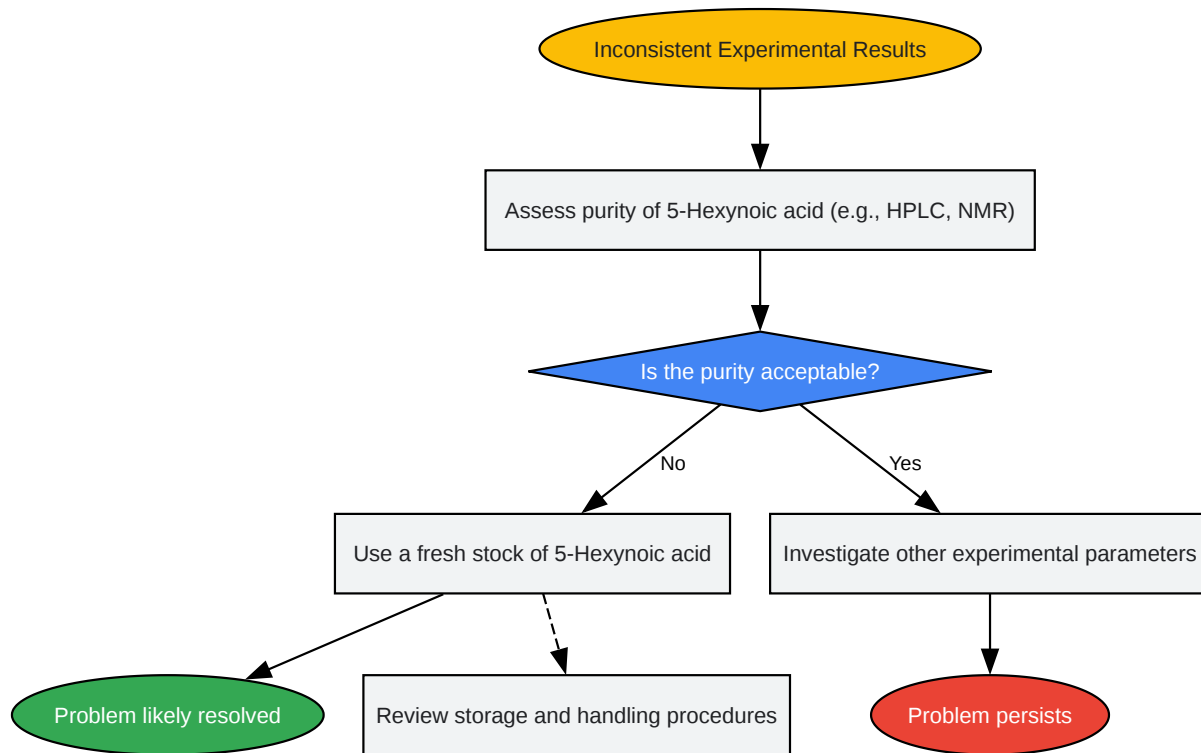 Inconsistent Experimental Results
Assess purity of 5-Hexynoic acid (e.g., HPLC, NMR)
Is the purity acceptable?
No
Yes
Use a fresh stock of 5-Hexynoic acid
Investigate other experimental parameters
Problem likely resolved
Review storage and handling procedures
Problem persists